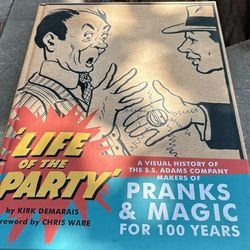 'LIFE
OF THE
PARTY'
by KIRK DEMARAIS
Foreword by CHRIS WARE
A VISUAL HISTORY OF
THE S.S. ADAMS COMPANY
MAKERS OF
PRANKS
& MAGIC
FOR 100 YEARS